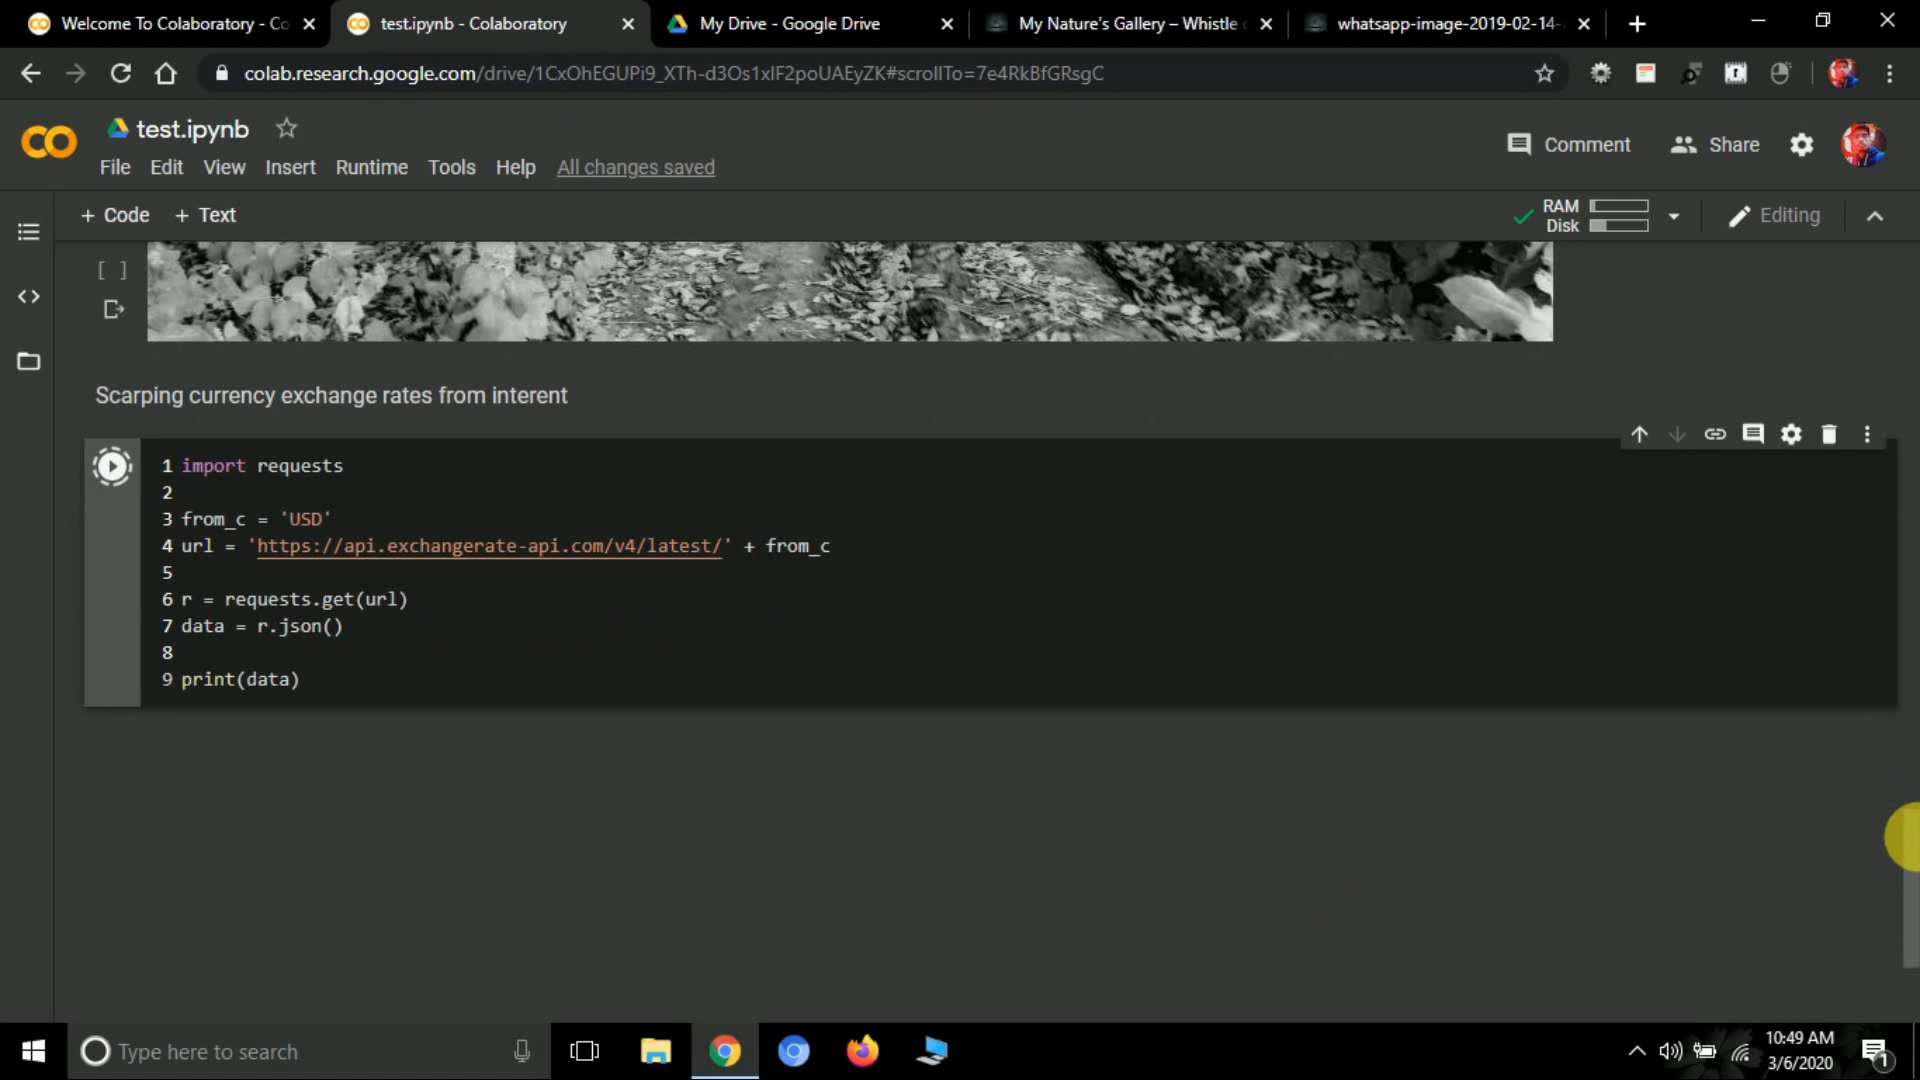 Welcome To Colaboratory - Co
test.ipynb - Colaboratory
My Drive - Google Drive
My Nature's Gallery – Whistle
whatsapp-image-2019-02-14-
colab.research.google.com/drive/1CxOhEGUPi9_XTh-d3Os1xIF2poUAEyZK#scrollTo=7e4RkBfGRsgC
test.ipynb
File Edit View Insert Runtime Tools Help All changes saved
Comment Share
+ Code + Text
RAM
Disk
Editing
[ ]
Scarping currency exchange rates from interent
1 import requests
2
3 from_c = 'USD'
4 url = 'https://api.exchangerate-api.com/v4/latest/' + from_c
5
6 r = requests.get(url)
7 data = r.json()
8
9 print(data)
Type here to search
10:49 AM
3/6/2020
1